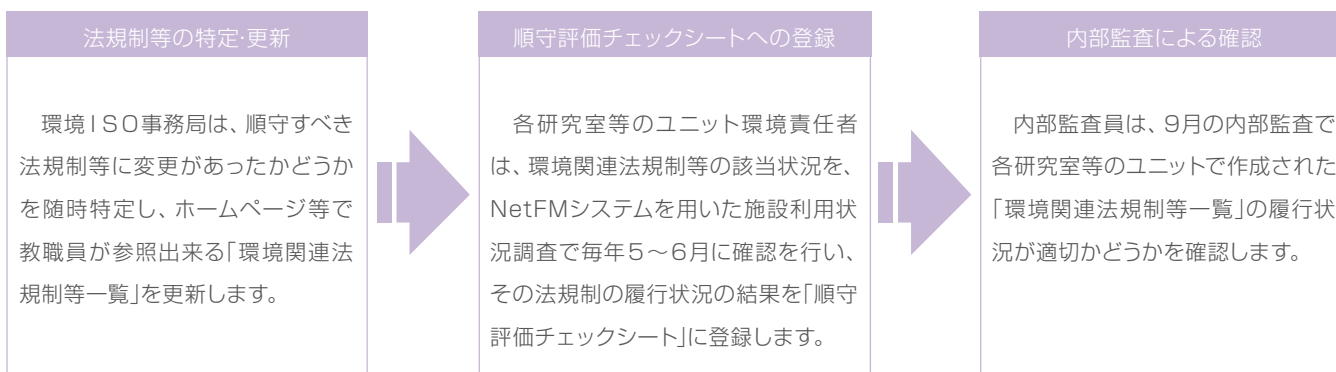 法規制等の特定・更新
環境ISO事務局は、順守すべき
法規制等に変更があったかどうか
を随時特定し、ホームページ等で
教職員が参照出来る「環境関連法
規制等一覧」を更新します。
順守評価チェックシートへの登録
各研究室等のユニット環境責任者
は、環境関連法規制等の該当状況を、
NetFMシステムを用いた施設利用状
況調査で毎年5~6月に確認を行い、
その法規制の履行状況の結果を「順守
評価チェックシート」に登録します。
内部監査による確認
内部監査員は、9月の内部監査で
各研究室等のユニットで作成された
「環境関連法規制等一覧」の履行状
況が適切かどうかを確認します。